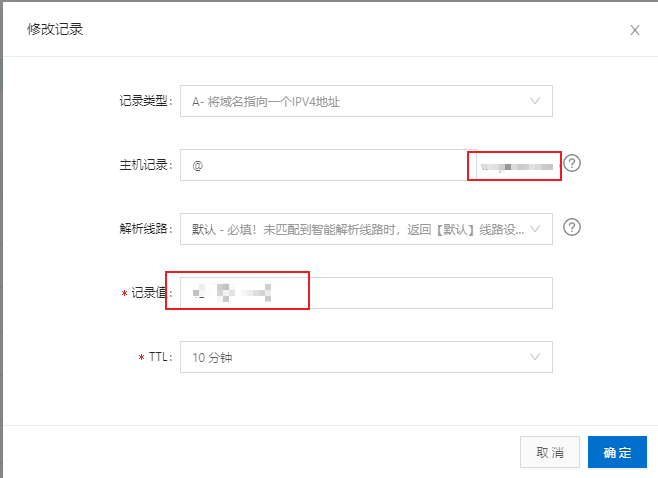 修改记录
记录类型:
A- 将域名指向一个IPV4地址
主机记录:
@
?
解析线路:
默认 - 必填！未匹配到智能解析线路时，返回【默认】线路设...
?
* 记录值:
* TTL:
10 分钟
取 消
确 定